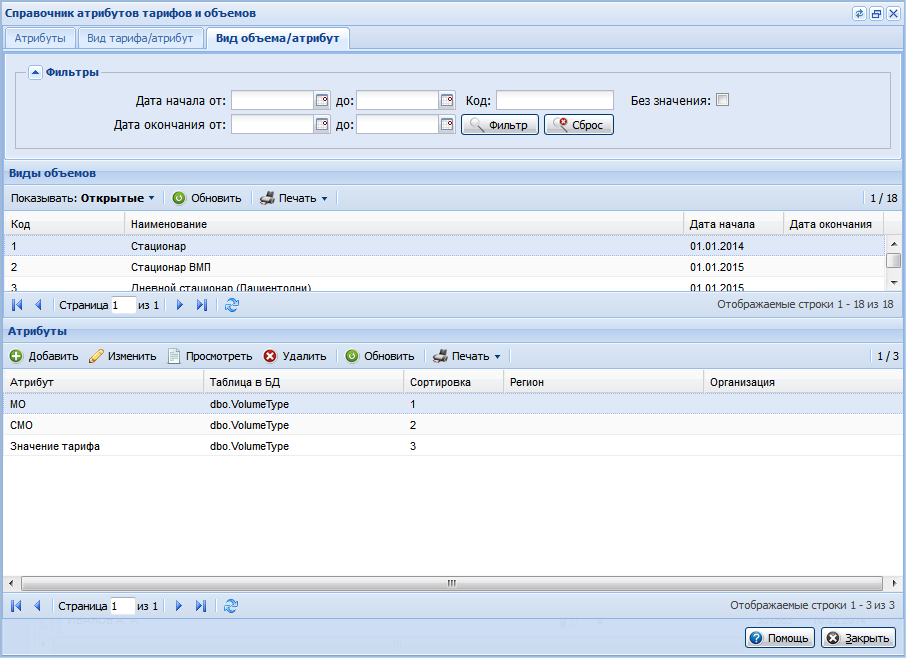 Справочник атрибутов тарифов и объемов
Атрибуты Вид тарифа/атрибут Вид объема/атрибут
Фильтры
Дата начала от: до: Код: Без значения:
Дата окончания от: до: Фильтр Сброс
Виды объемов
Показывать: Открытые Обновить Печать 1 / 18
Код Наименование Дата начала Дата окончания
1 Стационар 01.01.2014
2 Стационар ВМП 01.01.2015
3 Дневной стационар (Пациентодни) 01.01.2015
Страница 1 из 1 Отображаемые строки 1 - 18 из 18
Атрибуты
Добавить Изменить Просмотреть Удалить Обновить Печать 1 / 3
Атрибут Таблица в БД Сортировка Регион Организация
МО dbo.VolumeType 1
СМО dbo.VolumeType 2
Значение тарифа dbo.VolumeType 3
Страница 1 из 1 Отображаемые строки 1 - 3 из 3
Помощь Закрыть